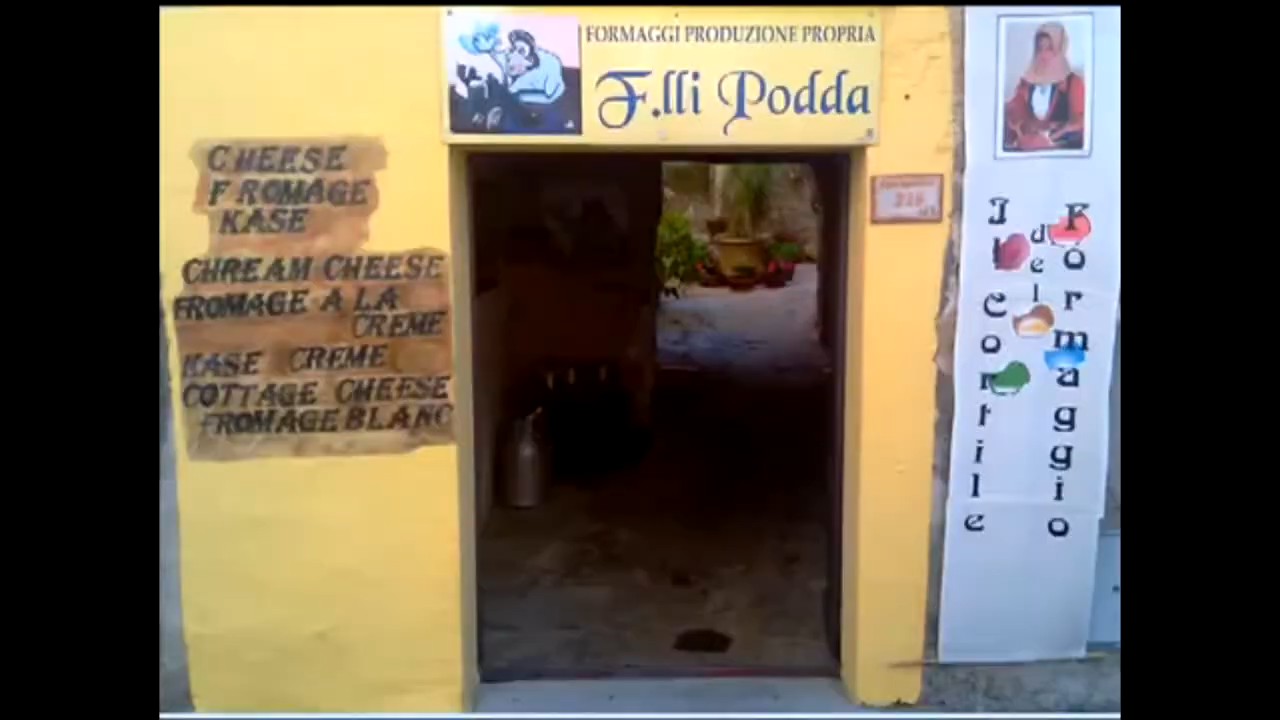 FORMAGGI PRODUZIONE PROPRIA
F.lli Podda
CHEESE
FROMAGE
KASE
CHREAM CHEESE
FROMAGE A LA
CREME
KASE CREME
COTTAGE CHEESE
FROMAGE BLANC
Il Cortile
del
Formaggio